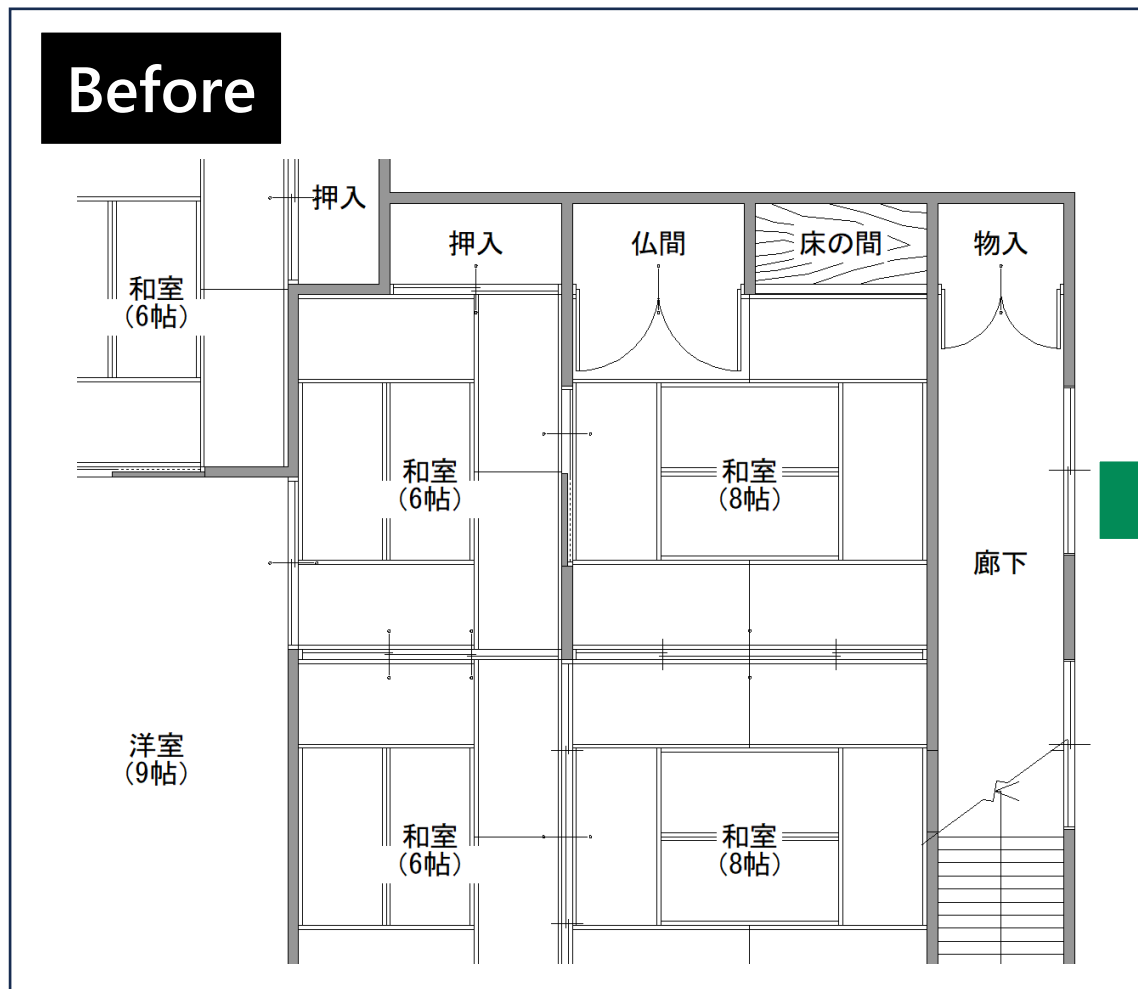 Before
押入
押入
仏間
床の間
物入
和室
(6帖)
和室
(6帖)
和室
(8帖)
廊下
洋室
(9帖)
和室
(6帖)
和室
(8帖)